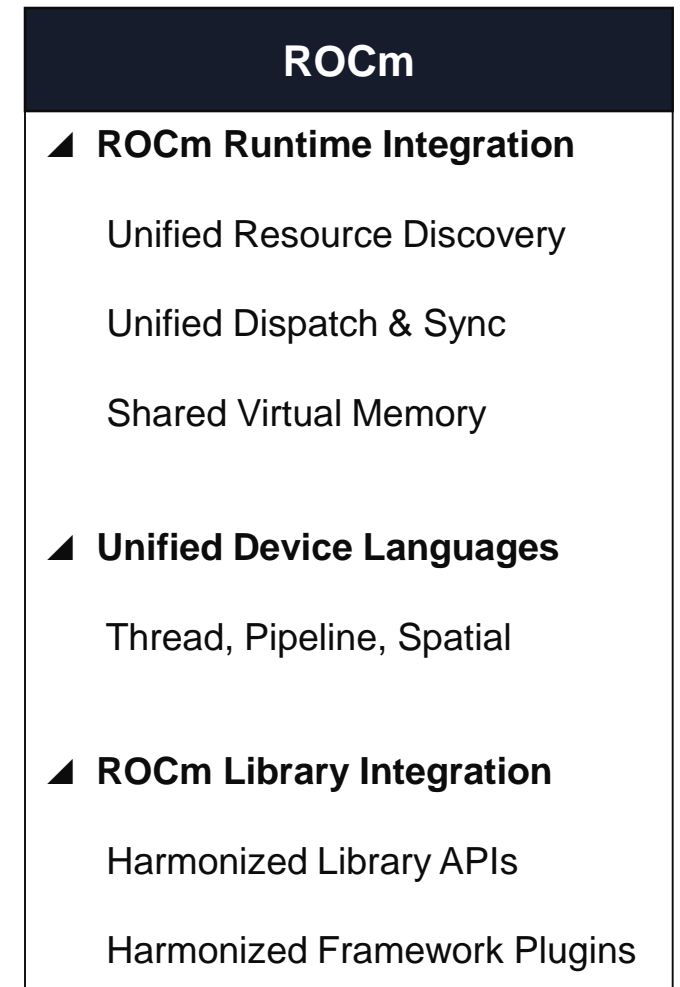 ROCm
ROCm Runtime Integration
Unified Resource Discovery
Unified Dispatch & Sync
Shared Virtual Memory
Unified Device Languages
Thread, Pipeline, Spatial
ROCm Library Integration
Harmonized Library APIs
Harmonized Framework Plugins